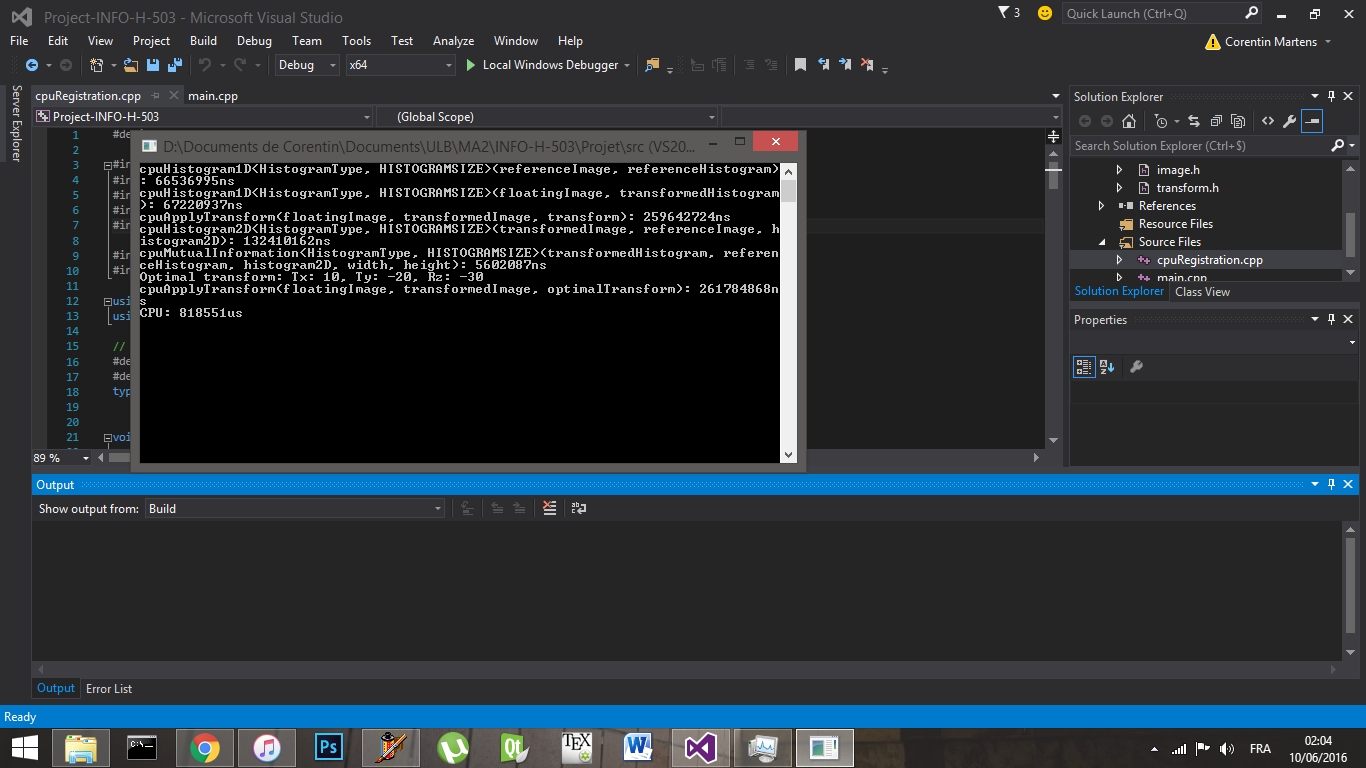 Project-INFO-H-503 - Microsoft Visual Studio
3
Quick Launch (Ctrl+Q)
File Edit View Project Build Debug Team Tools Test Analyze Window Help
Corentin Martens
Debug x64 Local Windows Debugger
Server Explorer
cpuRegistration.cpp main.cpp
Project-INFO-H-503 (Global Scope)
1 #de
2
3 #in
4 #in
5 #in
6 #in
7 #in
8
9 #in
10 #in
11
12 usi
13 usi
14
15 //
16 #de
17 #de
18 typ
19
20
21 voi
89 %
D:\Documents de Corentin\Documents\ULB\MA2\INFO-H-503\Projet\src (VS20...
cpuHistogram1D<HistogramType, HISTOGRAMSIZE>(referenceImage, referenceHistogram)
: 66536995ns
cpuHistogram1D<HistogramType, HISTOGRAMSIZE>(floatingImage, transformedHistogram
): 67220937ns
cpuApplyTransform(floatingImage, transformedImage, transform): 259642724ns
cpuHistogram2D<HistogramType, HISTOGRAMSIZE>(transformedImage, referenceImage, h
istogram2D): 132410162ns
cpuMutualInformation<HistogramType, HISTOGRAMSIZE>(transformedHistogram, referen
ceHistogram, histogram2D, width, height): 5602087ns
Optimal transform: Tx: 10, Ty: -20, Rz: -30
cpuApplyTransform(floatingImage, transformedImage, optimalTransform): 261784868n
s
CPU: 818551us
Solution Explorer
Search Solution Explorer (Ctrl+$)
image.h
transform.h
References
Resource Files
Source Files
cpuRegistration.cpp
main.cpp
Solution Explorer Class View
Properties
Output
Show output from: Build
Output Error List
Ready
C:\
Ps
Qt
TEX
W
FRA
02:04
10/06/2016